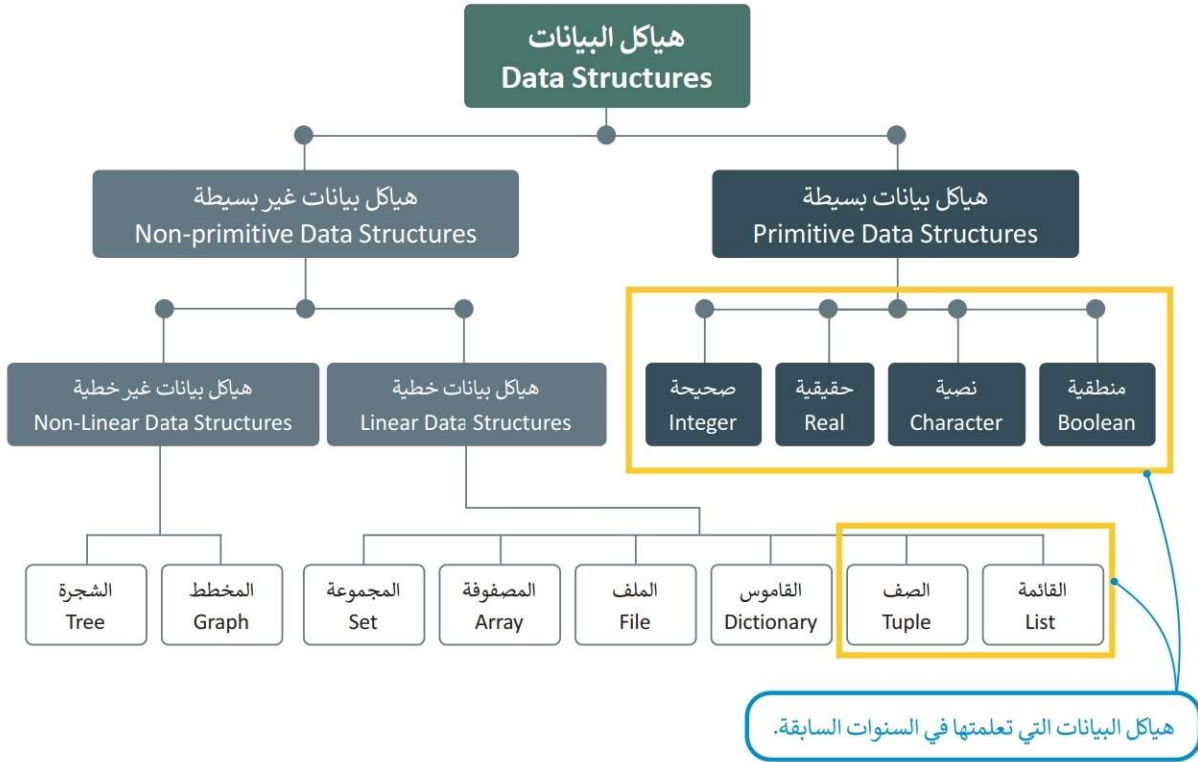 هياكل البيانات
Data Structures
هياكل بيانات بسيطة
Primitive Data Structures
هياكل بيانات غير بسيطة
Non-primitive Data Structures
منطقية
Boolean
نصية
Character
حقيقية
Real
صحيحة
Integer
هياكل بيانات خطية
Linear Data Structures
هياكل بيانات غير خطية
Non-Linear Data Structures
القائمة
List
الصف
Tuple
القاموس
Dictionary
الملف
File
المصفوفة
Array
المجموعة
Set
المخطط
Graph
الشجرة
Tree
هياكل البيانات التي تعلمتها في السنوات السابقة.